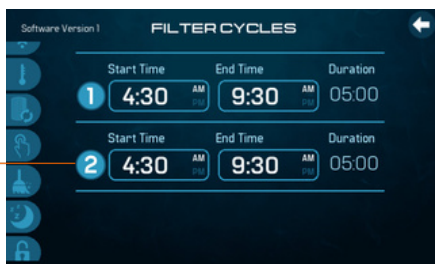 Software Version 1
FILTER CYCLES
Start Time End Time Duration
1 4:30 AM PM 9:30 AM PM 05:00
Start Time End Time Duration
2 4:30 AM PM 9:30 AM PM 05:00